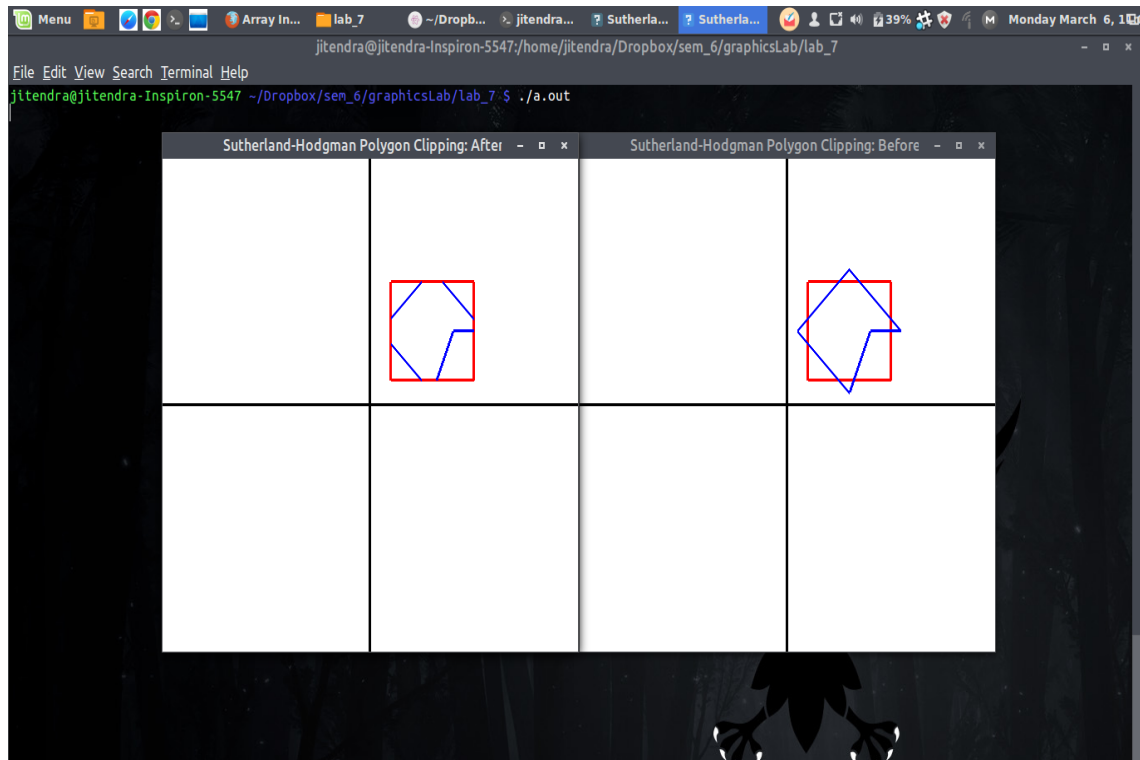 Menu Array In... lab_7 ~/Dropb... jitendra... Sutherla... Sutherla... 39% M Monday March 6, 1
jitendra@jitendra-Inspiron-5547:/home/jitendra/Dropbox/sem_6/graphicsLab/lab_7
File Edit View Search Terminal Help
jitendra@jitendra-Inspiron-5547 ~/Dropbox/sem_6/graphicsLab/lab_7 $ ./a.out
Sutherland-Hodgman Polygon Clipping: After
Sutherland-Hodgman Polygon Clipping: Before